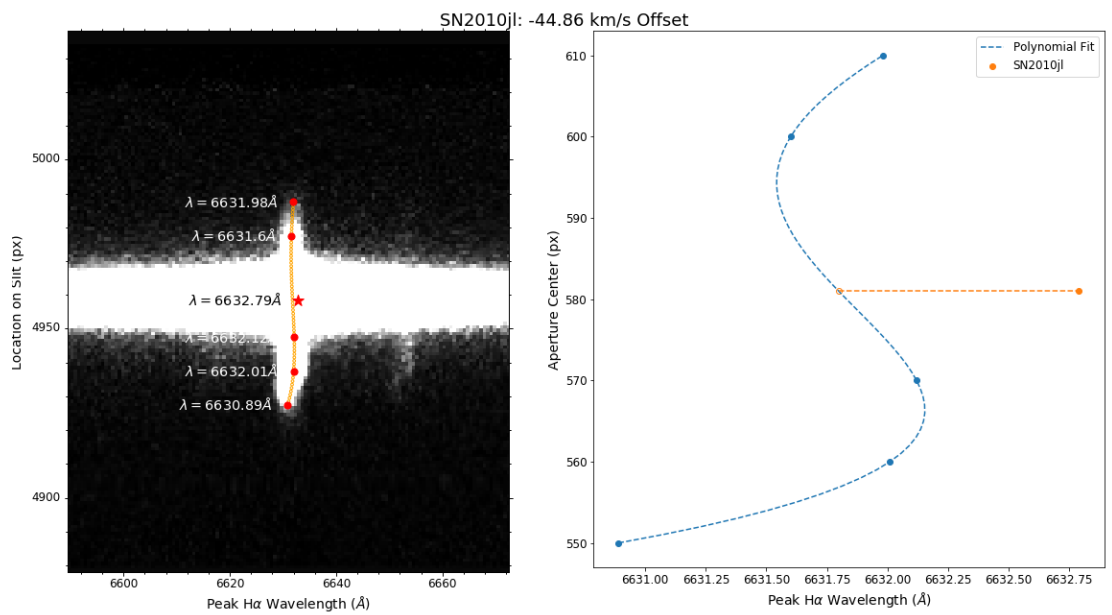 SN2010jl: -44.86 km/s Offset
Location on Slit (px)
5000
4950
4900
λ = 6631.98Å
λ = 6631.6Å
λ = 6632.79Å
λ = 6632.12Å
λ = 6632.01Å
λ = 6630.89Å
6600
6620
6640
6660
Peak Hα Wavelength (Å)
Aperture Center (px)
610
600
590
580
570
560
550
Polynomial Fit
SN2010jl
6631.00
6631.25
6631.50
6631.75
6632.00
6632.25
6632.50
6632.75
Peak Hα Wavelength (Å)